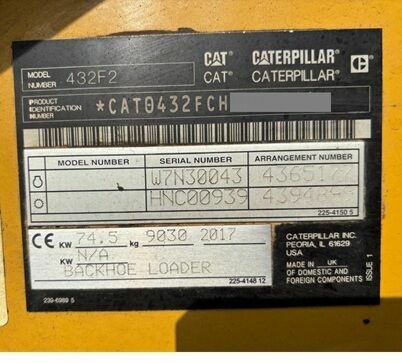 CAT CATERPILLAR C
CAT CATERPILLAR
MODEL NUMBER 432F2
PRODUCT IDENTIFICATION NUMBER *CAT0432FCH
MODEL NUMBER SERIAL NUMBER ARRANGEMENT NUMBER
W7N30043
HNC00939
225-4150 5
CE KW 74.5 kg 9030 2017
KW N/A
BACKHOE LOADER
225-4148 12
239-6989 5
CATERPILLAR INC.
PEORIA, IL 61629
USA
MADE IN UK
OF DOMESTIC AND
FOREIGN COMPONENTS
ISSUE 1